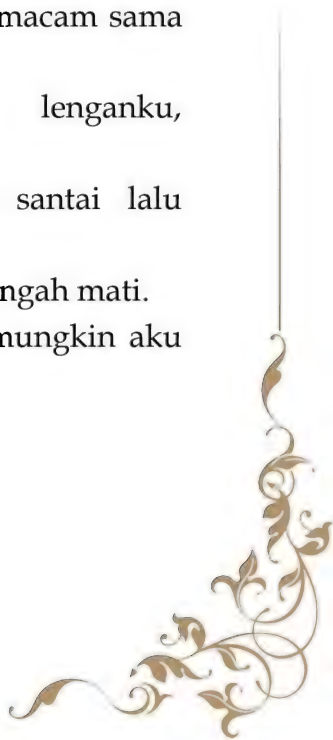 macam sama
lenganku,
santai lalu
ngah mati.
mungkin aku